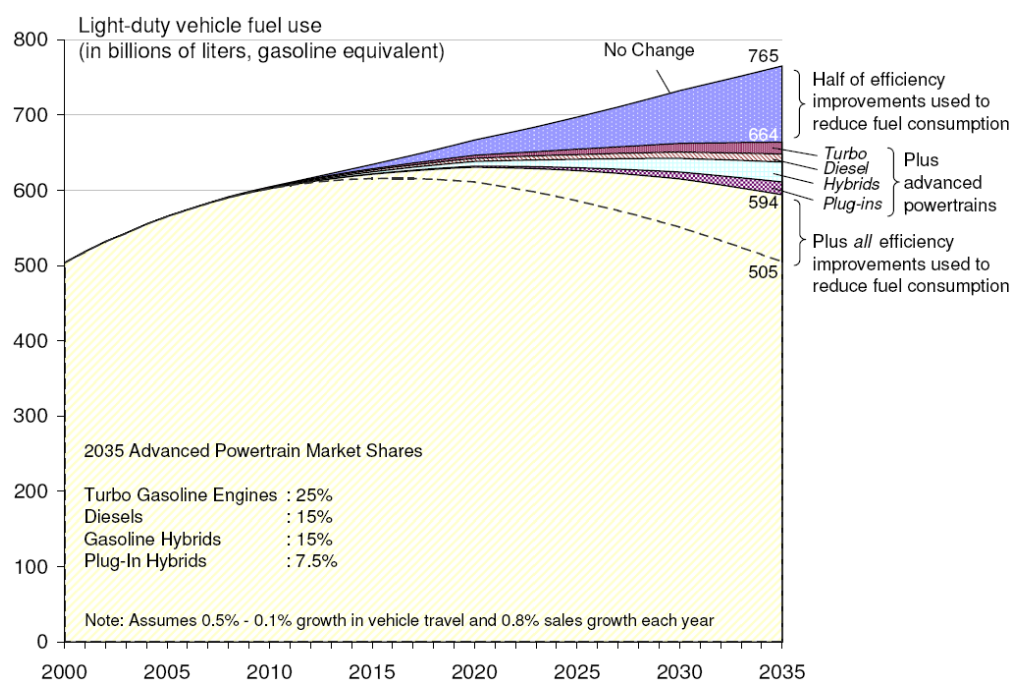 Light-duty vehicle fuel use
(in billions of liters, gasoline equivalent)
800
700
600
500
400
300
200
100
0
2000 2005 2010 2015 2020 2025 2030 2035
No Change
765
664
594
505
Half of efficiency
improvements used to
reduce fuel consumption
Turbo
Diesel
Hybrids
Plug-ins
Plus
advanced
powertrains
Plus all efficiency
improvements used to
reduce fuel consumption
2035 Advanced Powertrain Market Shares
Turbo Gasoline Engines : 25%
Diesels : 15%
Gasoline Hybrids : 15%
Plug-In Hybrids : 7.5%
Note: Assumes 0.5% - 0.1% growth in vehicle travel and 0.8% sales growth each year